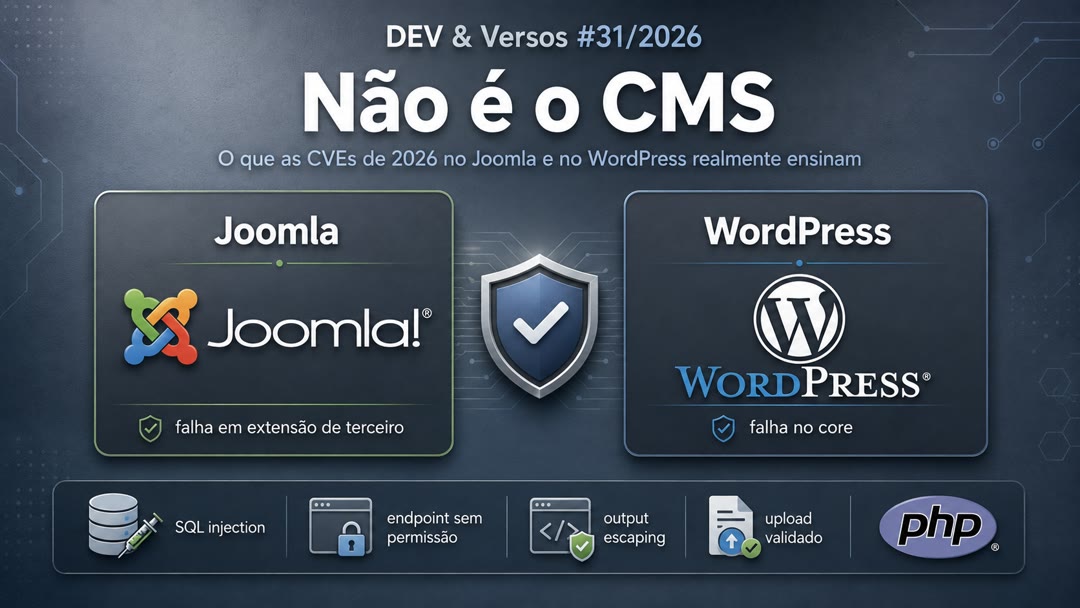 DEV & Versos #31/2026
Não é o CMS
O que as CVEs de 2026 no Joomla e no WordPress realmente ensinam
Joomla
Joomla!®
falha em extensão de terceiro
WordPress
W
WORDPRESS®
falha no core
SQL injection
endpoint sem
permissão
</>
output
escaping
upload
validado
php®